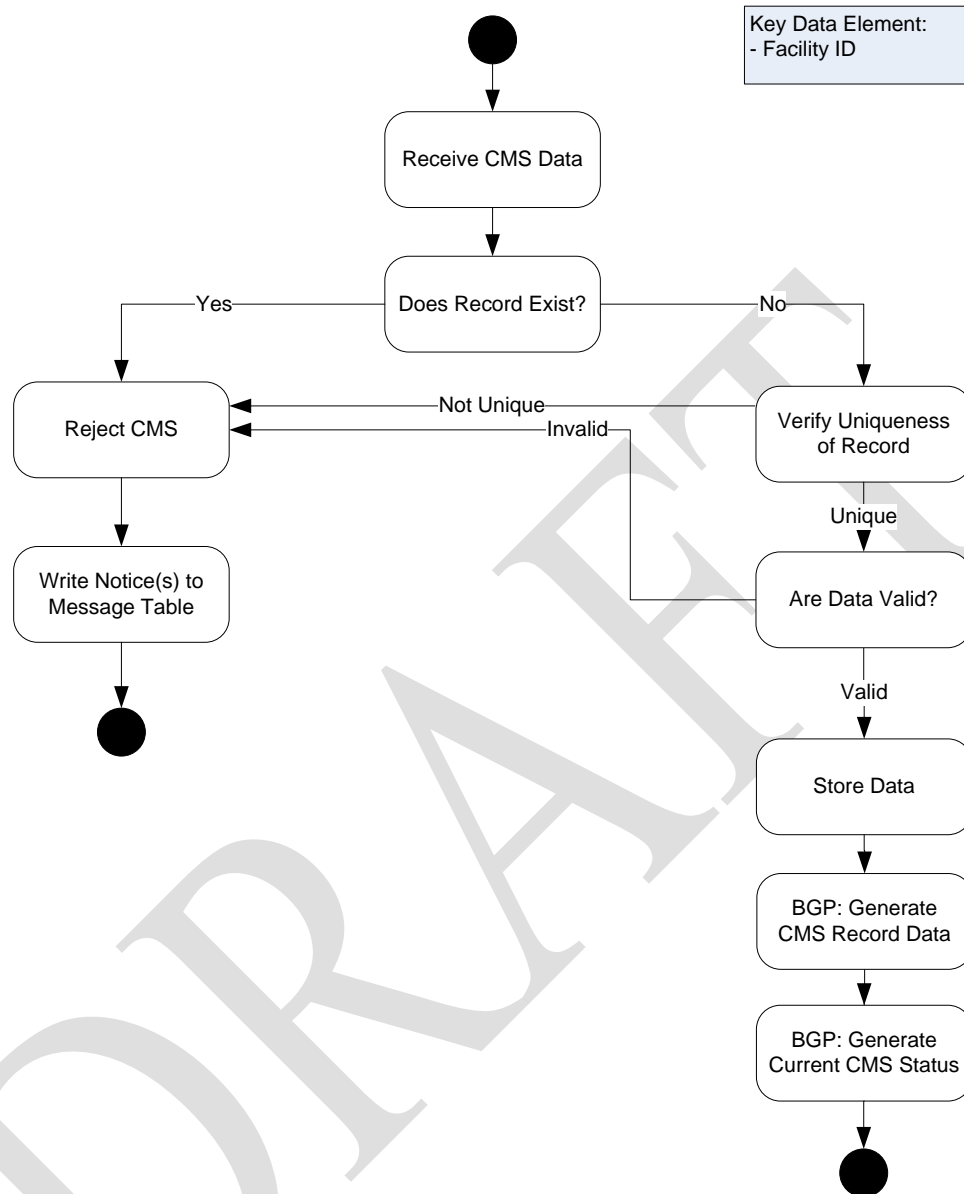 Key Data Element:
- Facility ID
Receive CMS Data
Does Record Exist?
Yes
No
Reject CMS
Not Unique
Invalid
Verify Uniqueness
of Record
Unique
Write Notice(s) to
Message Table
Are Data Valid?
Valid
Store Data
BGP: Generate
CMS Record Data
BGP: Generate
Current CMS Status
DRAFT